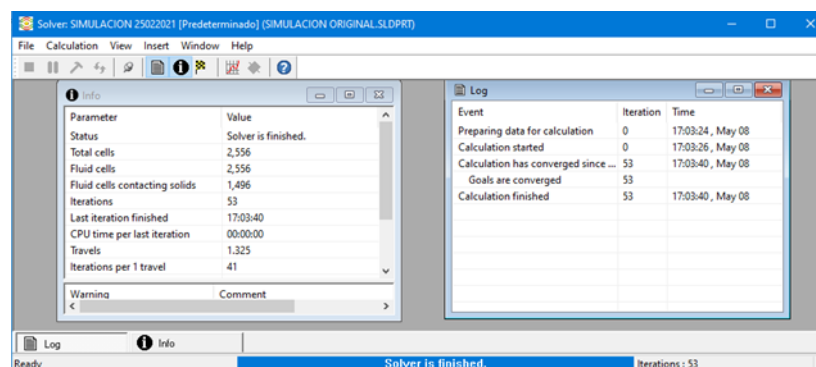 Solver: SIMULACION 25022021 [Predeterminado] (SIMULACION ORIGINAL.SLDPRT)
File Calculation View Insert Window Help
Info
Parameter Value
Status Solver is finished.
Total cells 2,556
Fluid cells 2,556
Fluid cells contacting solids 1,496
Iterations 53
Last iteration finished 17:03:40
CPU time per last iteration 00:00:00
Travels 1.325
Iterations per 1 travel 41
Warning Comment
Log
Event Iteration Time
Preparing data for calculation 0 17:03:24 , May 08
Calculation started 0 17:03:26 , May 08
Calculation has converged since ... 53 17:03:40 , May 08
Goals are converged 53
Calculation finished 53 17:03:40 , May 08
Log Info
Ready Solver is finished. Iterations : 53